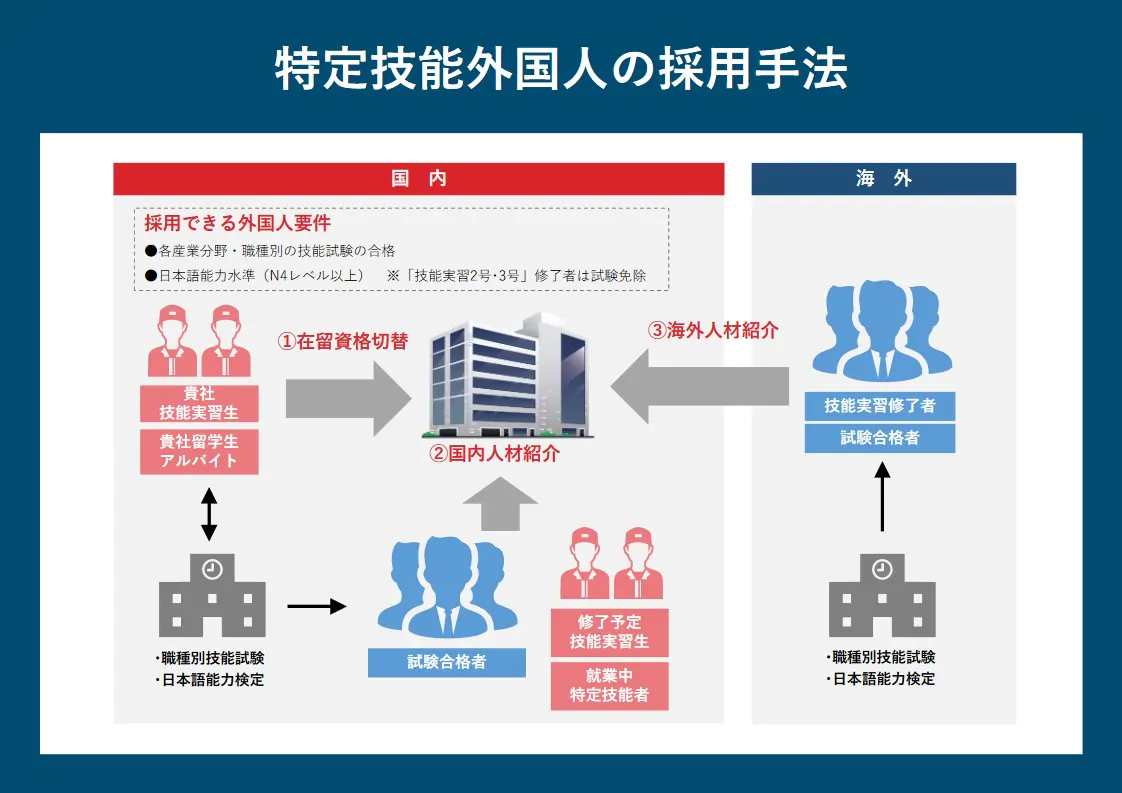 特定技能外国人の採用手法
国 内
採用できる外国人要件
●各産業分野・職種別の技能試験の合格
●日本語能力水準（N4レベル以上） ※「技能実習2号・3号」修了者は試験免除
①在留資格切替
貴社
技能実習生
貴社留学生
アルバイト
・職種別技能試験
・日本語能力検定
②国内人材紹介
試験合格者
修了予定
技能実習生
就業中
特定技能者
海 外
③海外人材紹介
技能実習修了者
試験合格者
・職種別技能試験
・日本語能力検定